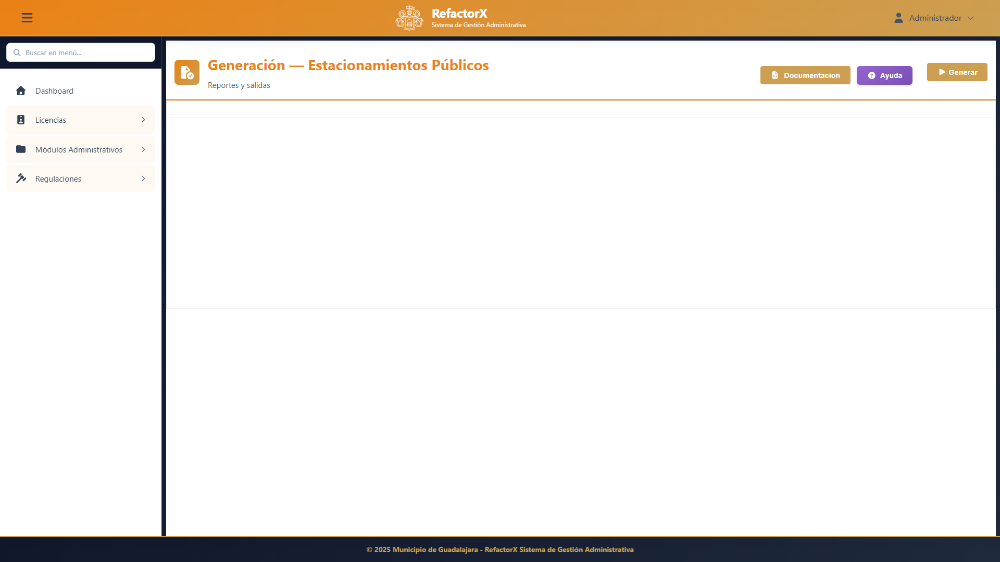 RefactorX
Sistema de Gestión Administrativa
Administrador
Buscar en menú...
Dashboard
Licencias
Módulos Administrativos
Regulaciones
Generación — Estacionamientos Públicos
Reportes y salidas
Documentacion
Ayuda
Generar
© 2025 Municipio de Guadalajara - RefactorX Sistema de Gestión Administrativa